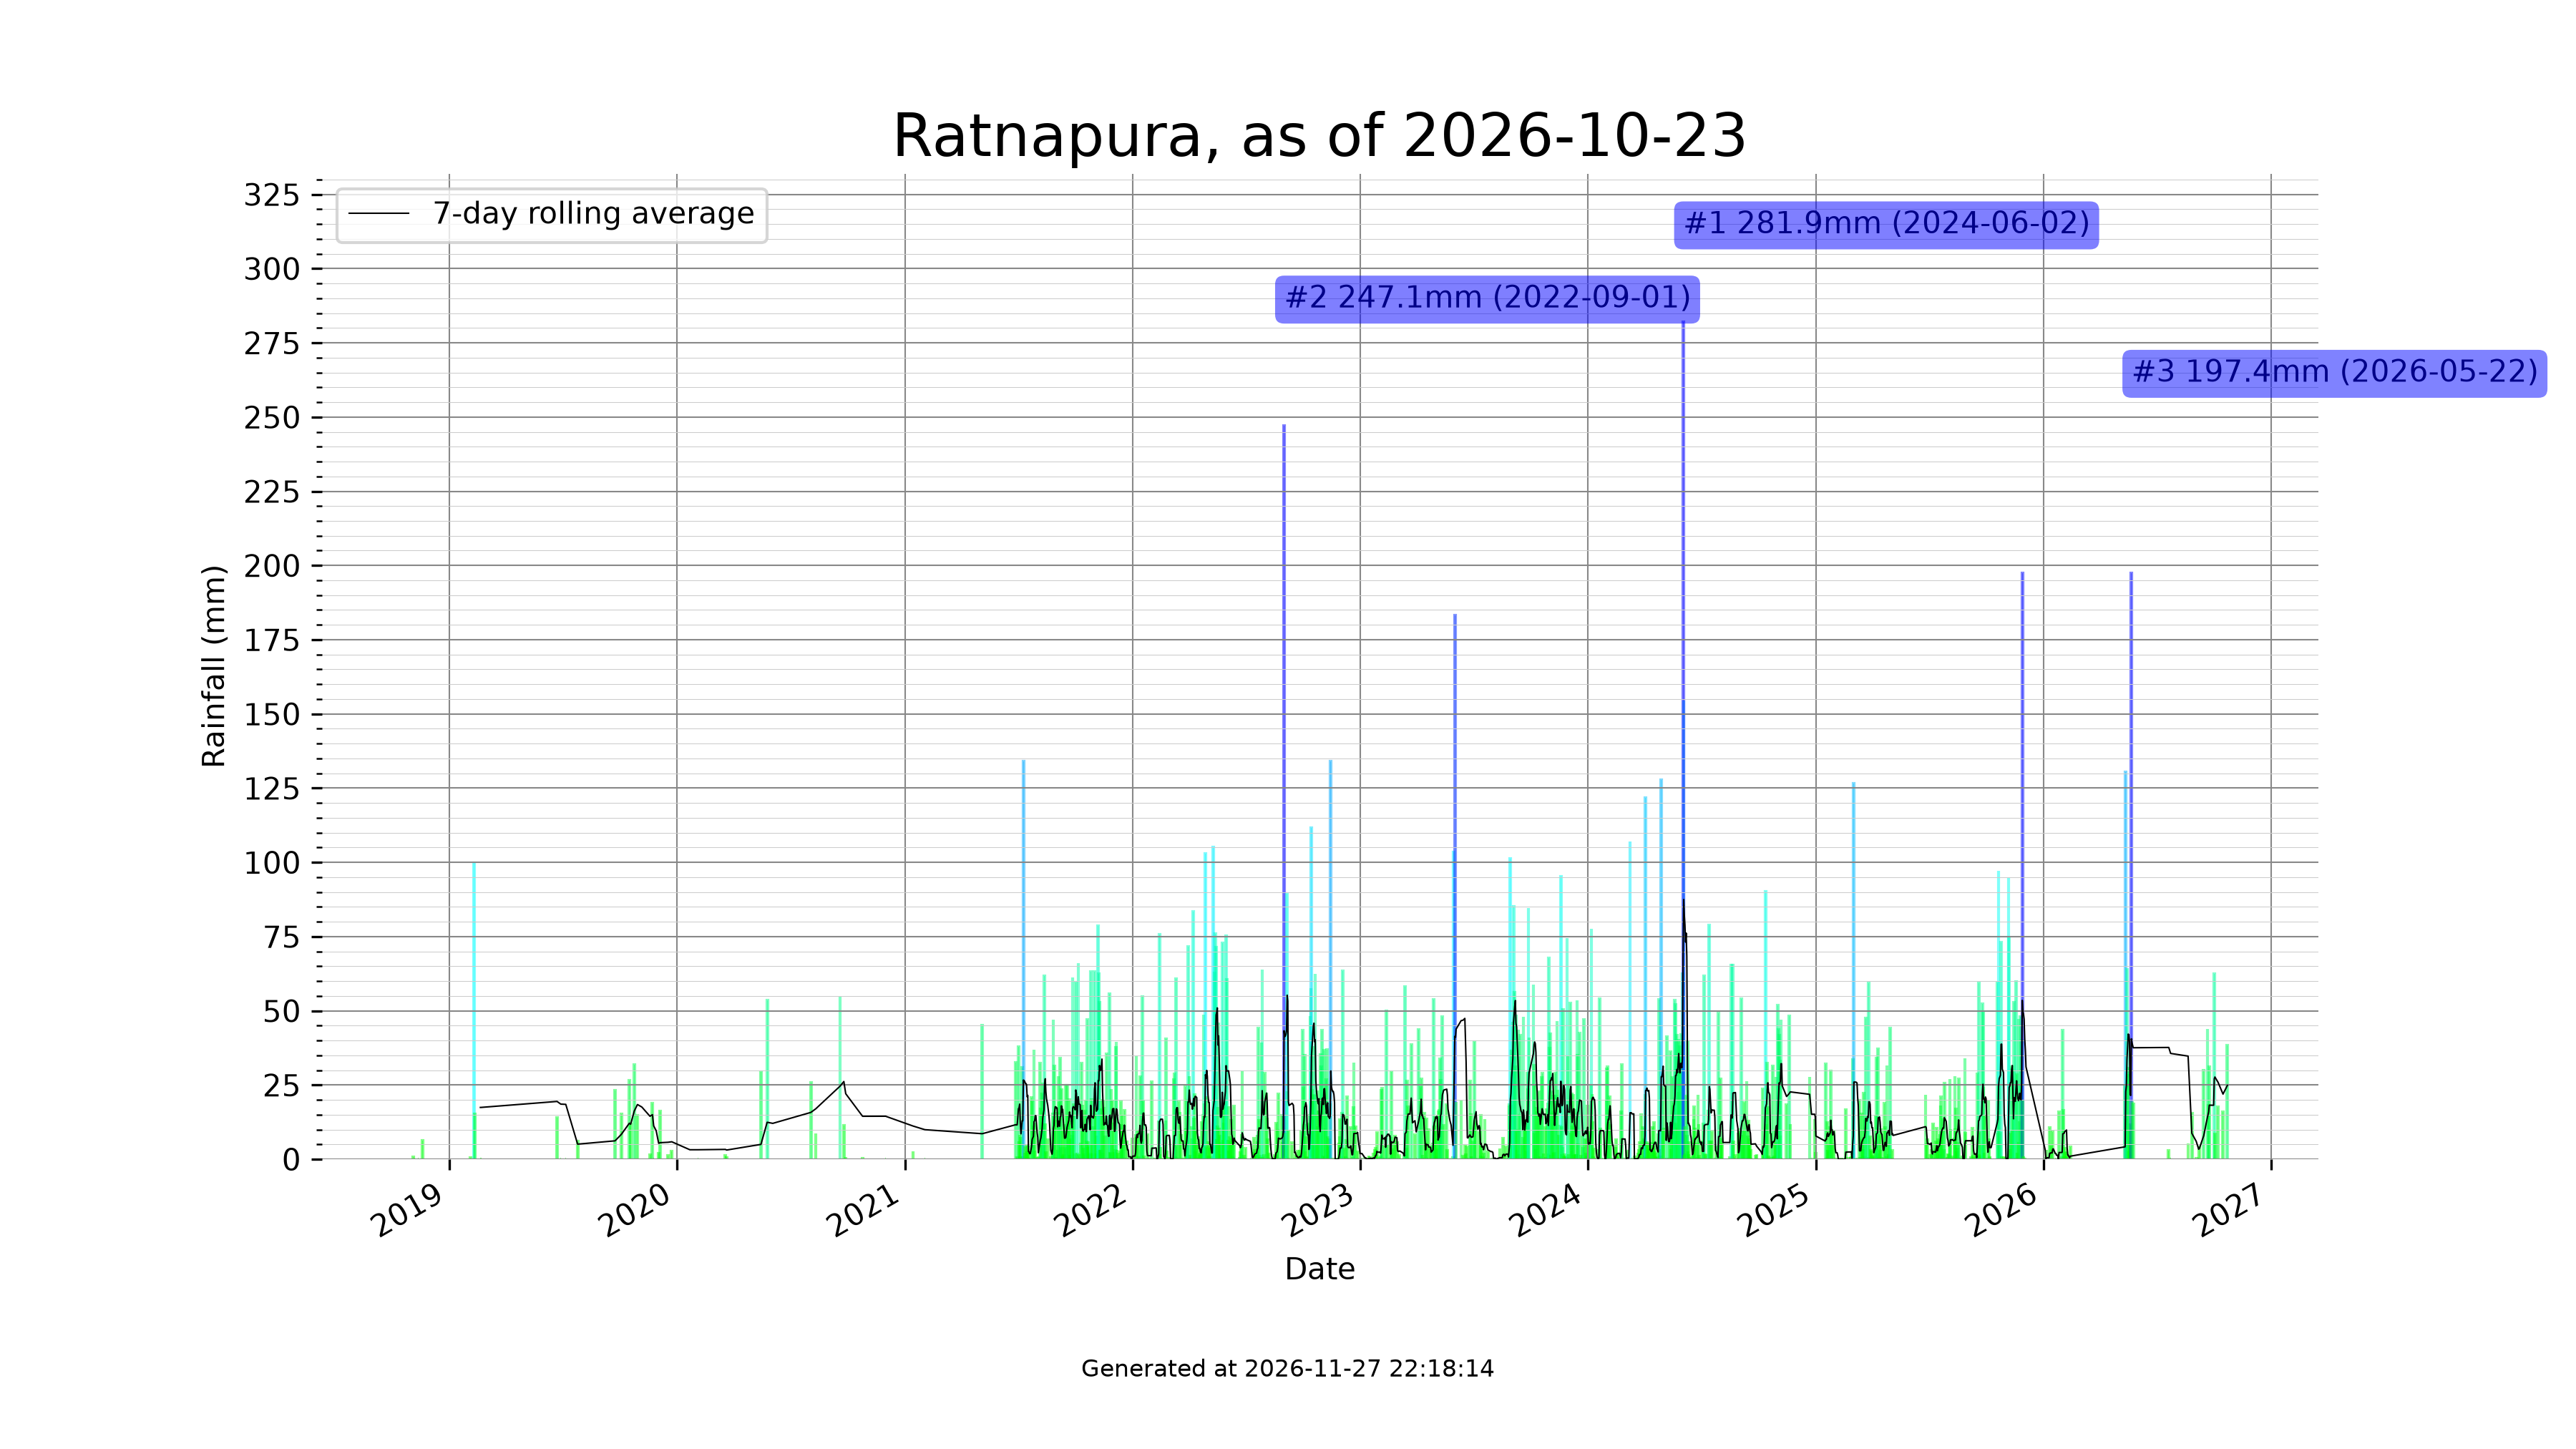 Ratnapura, as of 2026-10-23
7-day rolling average
#1 281.9mm (2024-06-02)
#2 247.1mm (2022-09-01)
#3 197.4mm (2026-05-22)
Rainfall (mm)
325
300
275
250
225
200
175
150
125
100
75
50
25
0
2019
2020
2021
2022
2023
2024
2025
2026
2027
Date
Generated at 2026-11-27 22:18:14